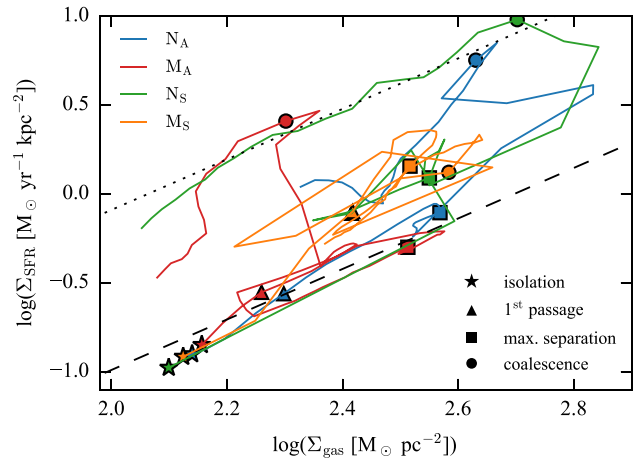 1.0
0.5
0.0
−0.5
−1.0
log(Σ_SFR [M_⊙ yr⁻¹ kpc⁻²])
N_A
M_A
N_S
M_S
isolation
1ˢᵗ passage
max. separation
coalescence
2.0 2.2 2.4 2.6 2.8
log(Σ_gas [M_⊙ pc⁻²])